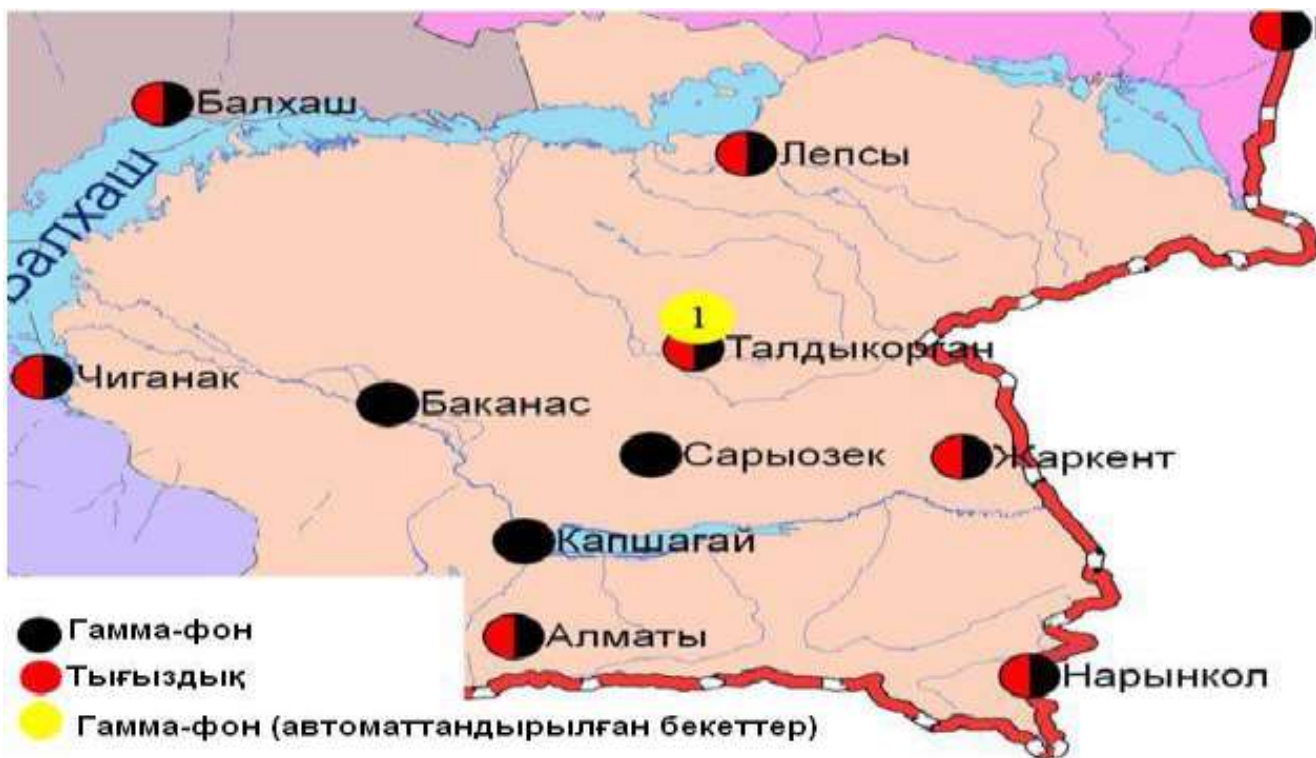 Балхаш
Лепсы
Балхаш
1
Талдыкорган
Чиганак
Баканас
Сарыозек
Жаркент
Капшагай
Гамма-фон
Алматы
Тығыздық
Нарынкол
Гамма-фон (автоматтандырылған бекеттер)